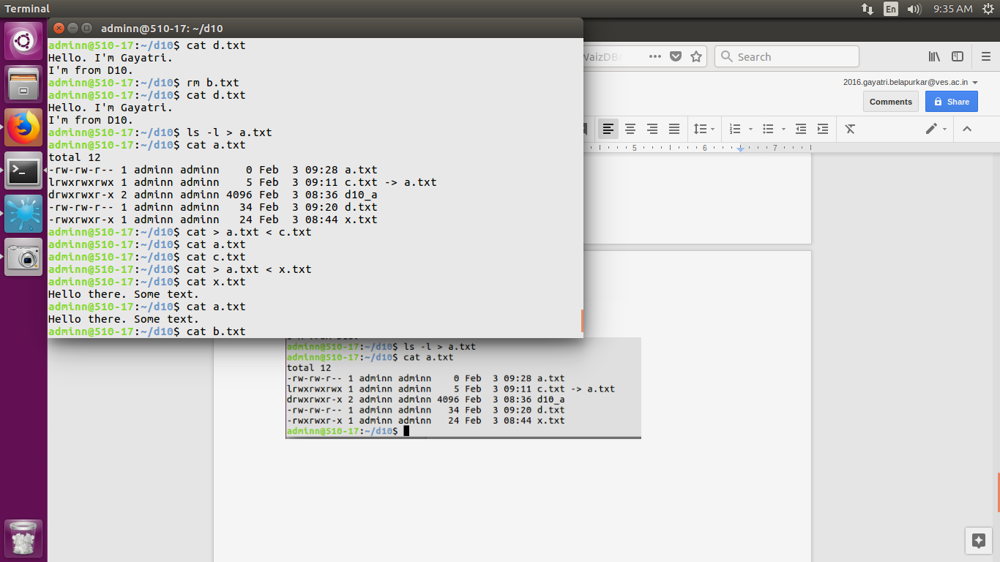 Terminal
En
9:35 AM
adminn@510-17: ~/d10
adminn@510-17:~/d10$ cat d.txt
Hello. I'm Gayatri.
I'm from D10.
adminn@510-17:~/d10$ rm b.txt
adminn@510-17:~/d10$ cat d.txt
Hello. I'm Gayatri.
I'm from D10.
adminn@510-17:~/d10$ ls -l > a.txt
adminn@510-17:~/d10$ cat a.txt
total 12
-rw-rw-r-- 1 adminn adminn    0 Feb  3 09:28 a.txt
lrwxrwxrwx 1 adminn adminn    5 Feb  3 09:11 c.txt -> a.txt
drwxrwxr-x 2 adminn adminn 4096 Feb  3 08:36 d10_a
-rw-rw-r-- 1 adminn adminn   34 Feb  3 09:20 d.txt
-rwxrwxr-x 1 adminn adminn   24 Feb  3 08:44 x.txt
adminn@510-17:~/d10$ cat > a.txt < c.txt
adminn@510-17:~/d10$ cat a.txt
adminn@510-17:~/d10$ cat c.txt
adminn@510-17:~/d10$ cat > a.txt < x.txt
adminn@510-17:~/d10$ cat x.txt
Hello there. Some text.
adminn@510-17:~/d10$ cat a.txt
Hello there. Some text.
adminn@510-17:~/d10$ cat b.txt
Search
2016.gayatri.belapurkar@ves.ac.in
Comments
Share
5 6 7
adminn@510-17:~/d10$ ls -l > a.txt
adminn@510-17:~/d10$ cat a.txt
total 12
-rw-rw-r-- 1 adminn adminn    0 Feb  3 09:28 a.txt
lrwxrwxrwx 1 adminn adminn    5 Feb  3 09:11 c.txt -> a.txt
drwxrwxr-x 2 adminn adminn 4096 Feb  3 08:36 d10_a
-rw-rw-r-- 1 adminn adminn   34 Feb  3 09:20 d.txt
-rwxrwxr-x 1 adminn adminn   24 Feb  3 08:44 x.txt
adminn@510-17:~/d10$